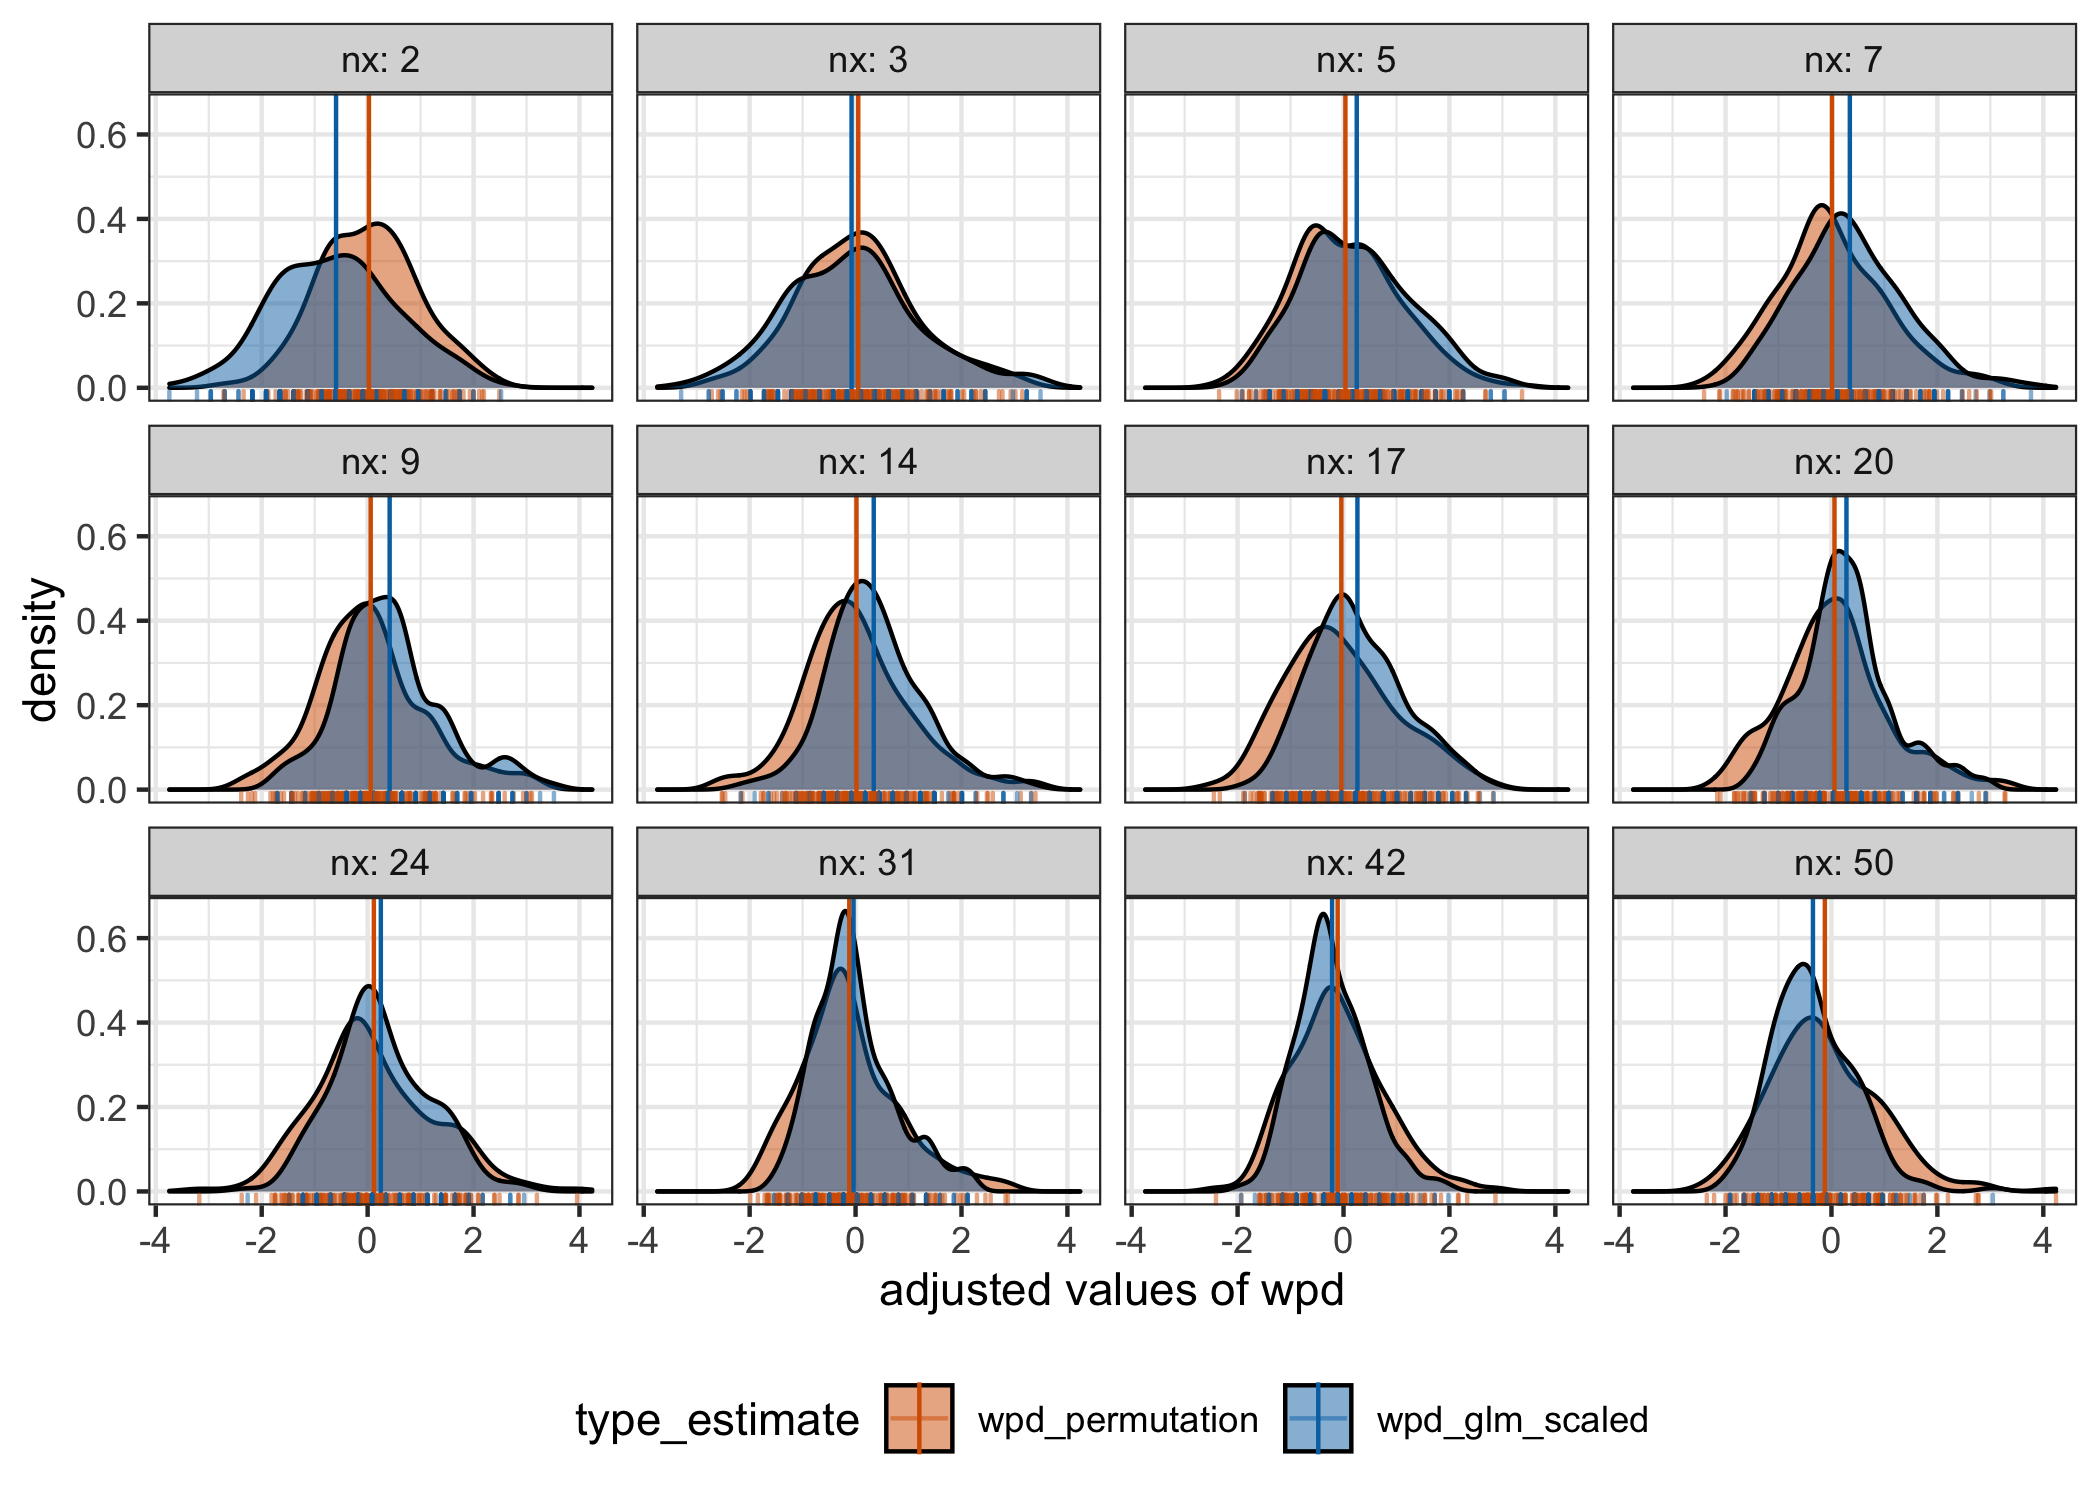 nx: 2 nx: 3 nx: 5 nx: 7
0.6
0.4
0.2
0.0
nx: 9 nx: 14 nx: 17 nx: 20
0.6
0.4
0.2
0.0
nx: 24 nx: 31 nx: 42 nx: 50
0.6
0.4
0.2
0.0
density
-4 -2 0 2 4 -4 -2 0 2 4 -4 -2 0 2 4 -4 -2 0 2 4
adjusted values of wpd
type_estimate wpd_permutation wpd_glm_scaled